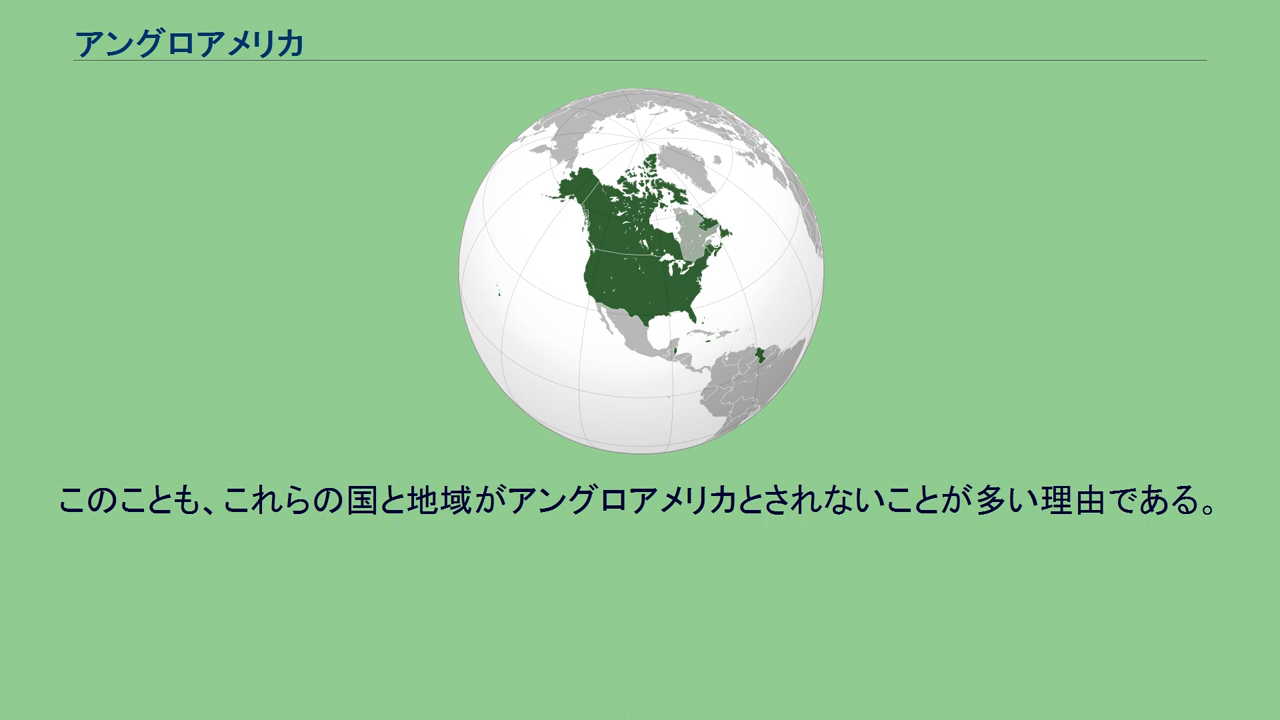 アングロアメリカ
このことも、これらの国と地域がアングロアメリカとされないことが多い理由である。